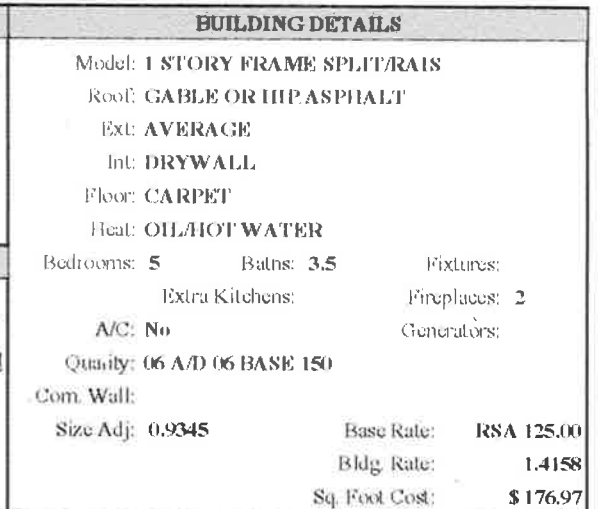 BUILDING DETAILS
Model: 1 STORY FRAME SPLIT/RAIS
Roof: GABLE OR HIP/ASPHALT
Ext: AVERAGE
Int: DRYWALL
Floor: CARPET
Heat: OIL/HOT WATER
Bedrooms: 5 Baths: 3.5 Fixtures:
Extra Kitchens: Fireplaces: 2
A/C: No Generators:
Quality: 06 A/D 06 BASE 150
Com. Wall:
Size Adj: 0.9345 Base Rate: RSA 125.00
Bldg. Rate: 1.4158
Sq. Foot Cost: $ 176.97